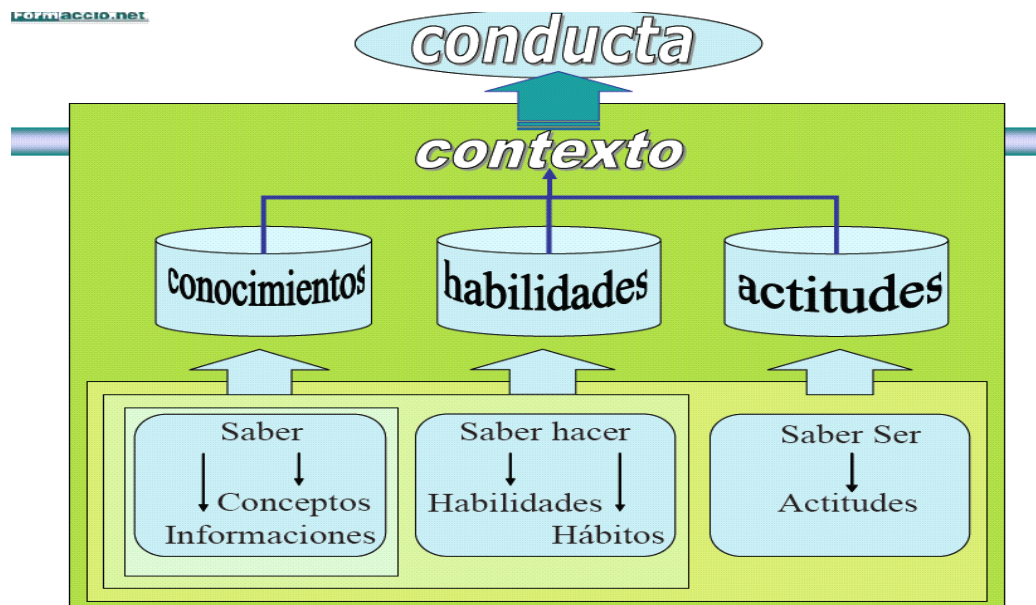 Formaccio.net
conducta
contexto
conocimientos
habilidades
actitudes
Saber
Conceptos
Informaciones
Saber hacer
Habilidades
Hábitos
Saber Ser
Actitudes